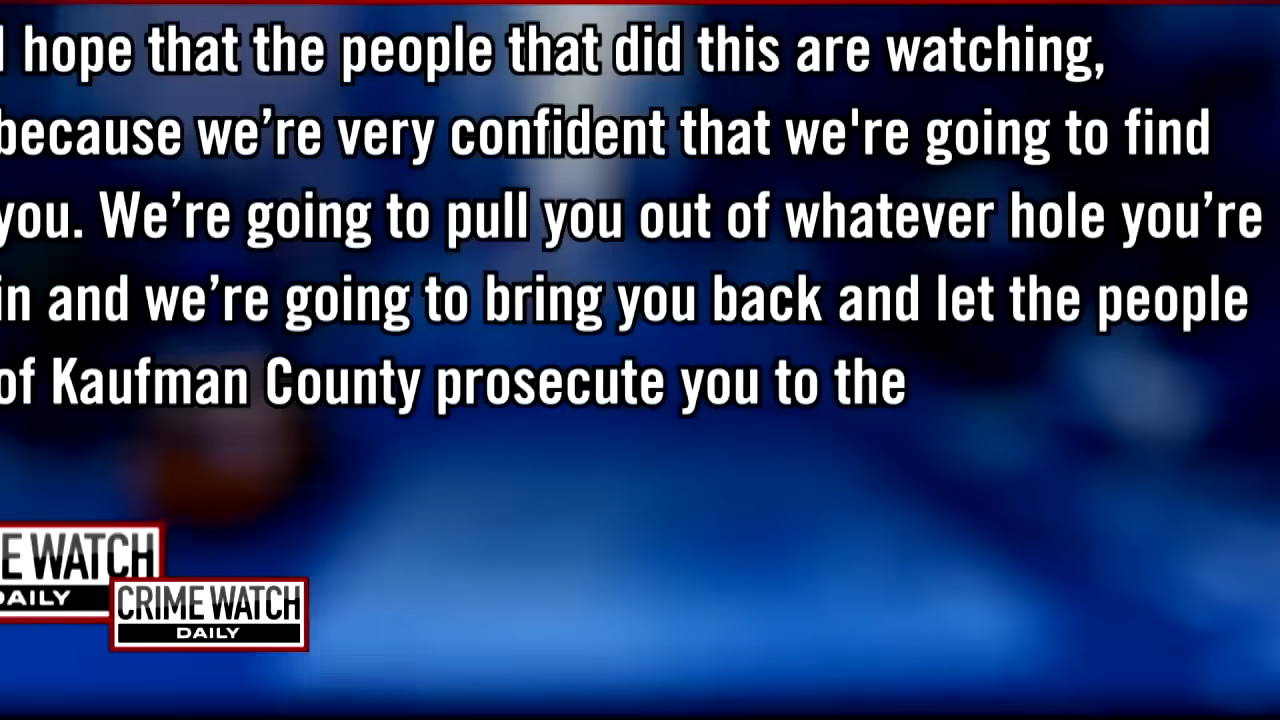 I hope that the people that did this are watching,
because we’re very confident that we're going to find
you. We’re going to pull you out of whatever hole you’re
in and we’re going to bring you back and let the people
of Kaufman County prosecute you to the
E WATCH
DAILY
CRIME WATCH
DAILY